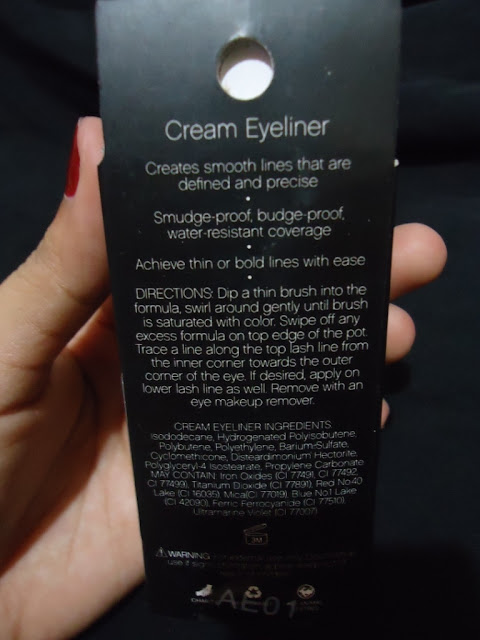 Cream Eyeliner
Creates smooth lines that are
defined and precise
•
Smudge-proof, budge-proof,
water-resistant coverage
•
Achieve thin or bold lines with ease
•
DIRECTIONS: Dip a thin brush into the
formula, swirl around gently until brush
is saturated with color. Swipe off any
excess formula on top edge of the pot.
Trace a line along the top lash line from
the inner corner towards the outer
corner of the eye. If desired, apply on
lower lash line as well. Remove with an
eye makeup remover.
CREAM EYELINER INGREDIENTS:
Isododecane, Hydrogenated Polyisobutene,
Polybutene, Polyethylene, Barium-Sulfate,
Cyclomethicone, Disteardimonium Hectorite,
Polyglyceryl-4 Isostearate, Propylene Carbonate
MAY CONTAIN: Iron Oxides (CI 77491, CI 77492,
CI 77499), Titanium Dioxide (CI 77891), Red No.40
Lake (CI 16035), Mica(CI 77019), Blue No.1 Lake
(CI 42090), Ferric Ferrocyanide (CI 77510),
Ultramarine Violet (CI 77007)
WARNING:
AE01